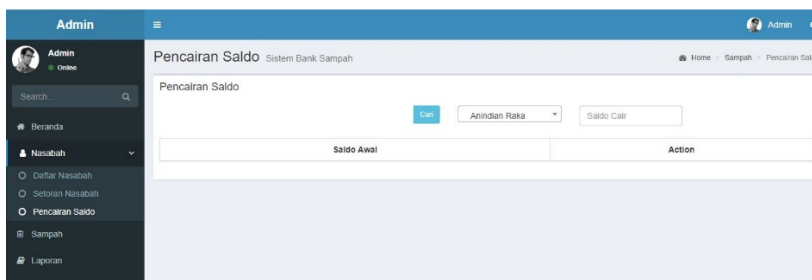 Admin
Admin
Admin
Online
Search...
Beranda
Nasabah
Daftar Nasabah
Setoran Nasabah
Pencairan Saldo
Sampah
Laporan
Pencairan Saldo Sistem Bank Sampah
Home > Sampah > Pencairan
Pencairan Saldo
Cari
Anindian Raka
Saldo Cair
Saldo Awal
Action